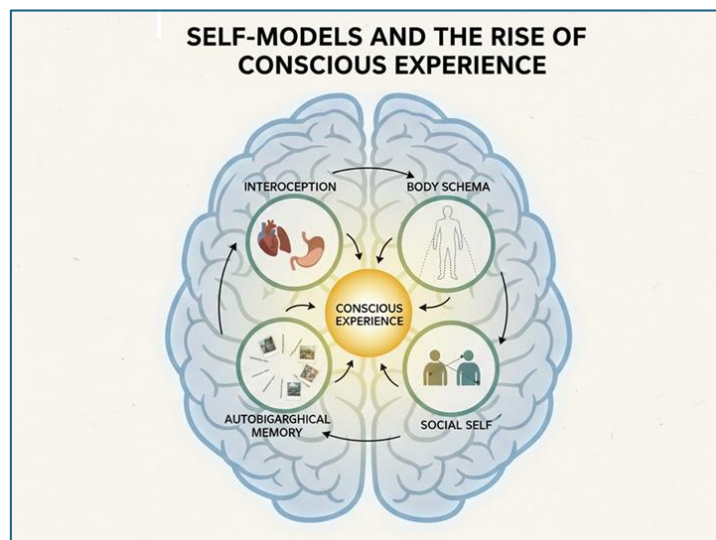 SELF-MODELS AND THE RISE OF
CONSCIOUS EXPERIENCE
INTEROCEPTION
BODY SCHEMA
CONSCIOUS
EXPERIENCE
AUTOBIGARGHICAL
MEMORY
SOCIAL SELF